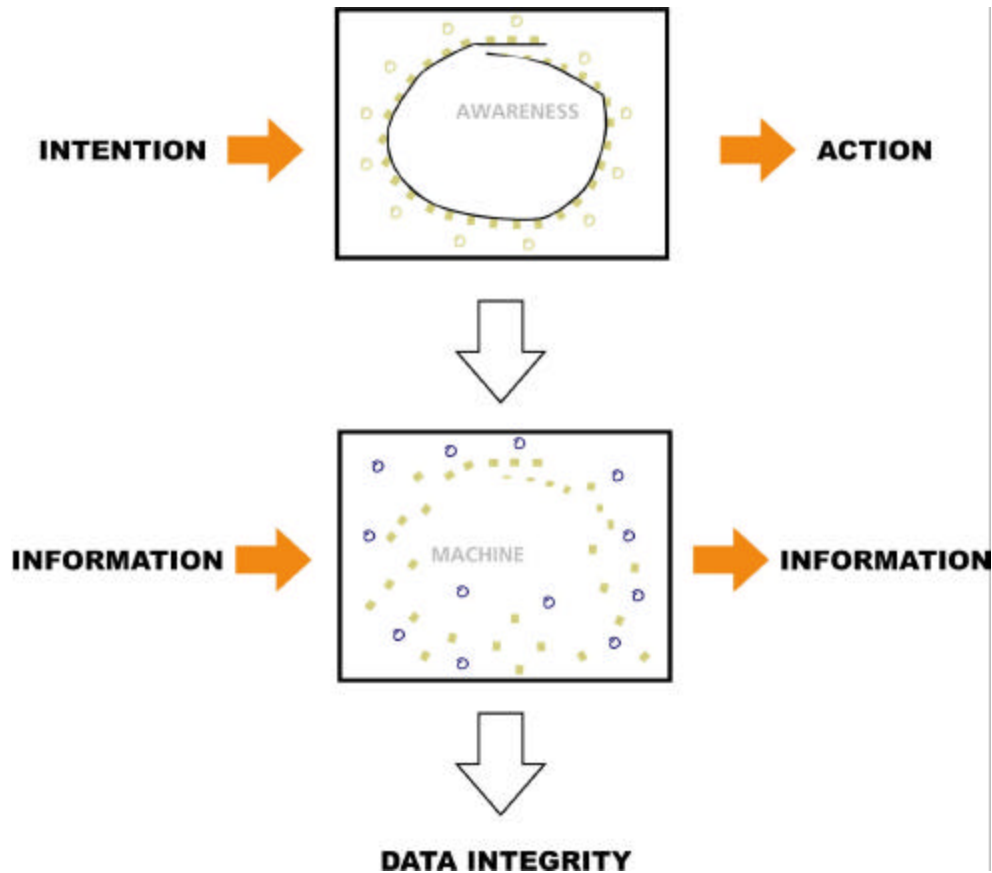 AWARENESS
INTENTION
ACTION
MACHINE
INFORMATION
INFORMATION
DATA INTEGRITY